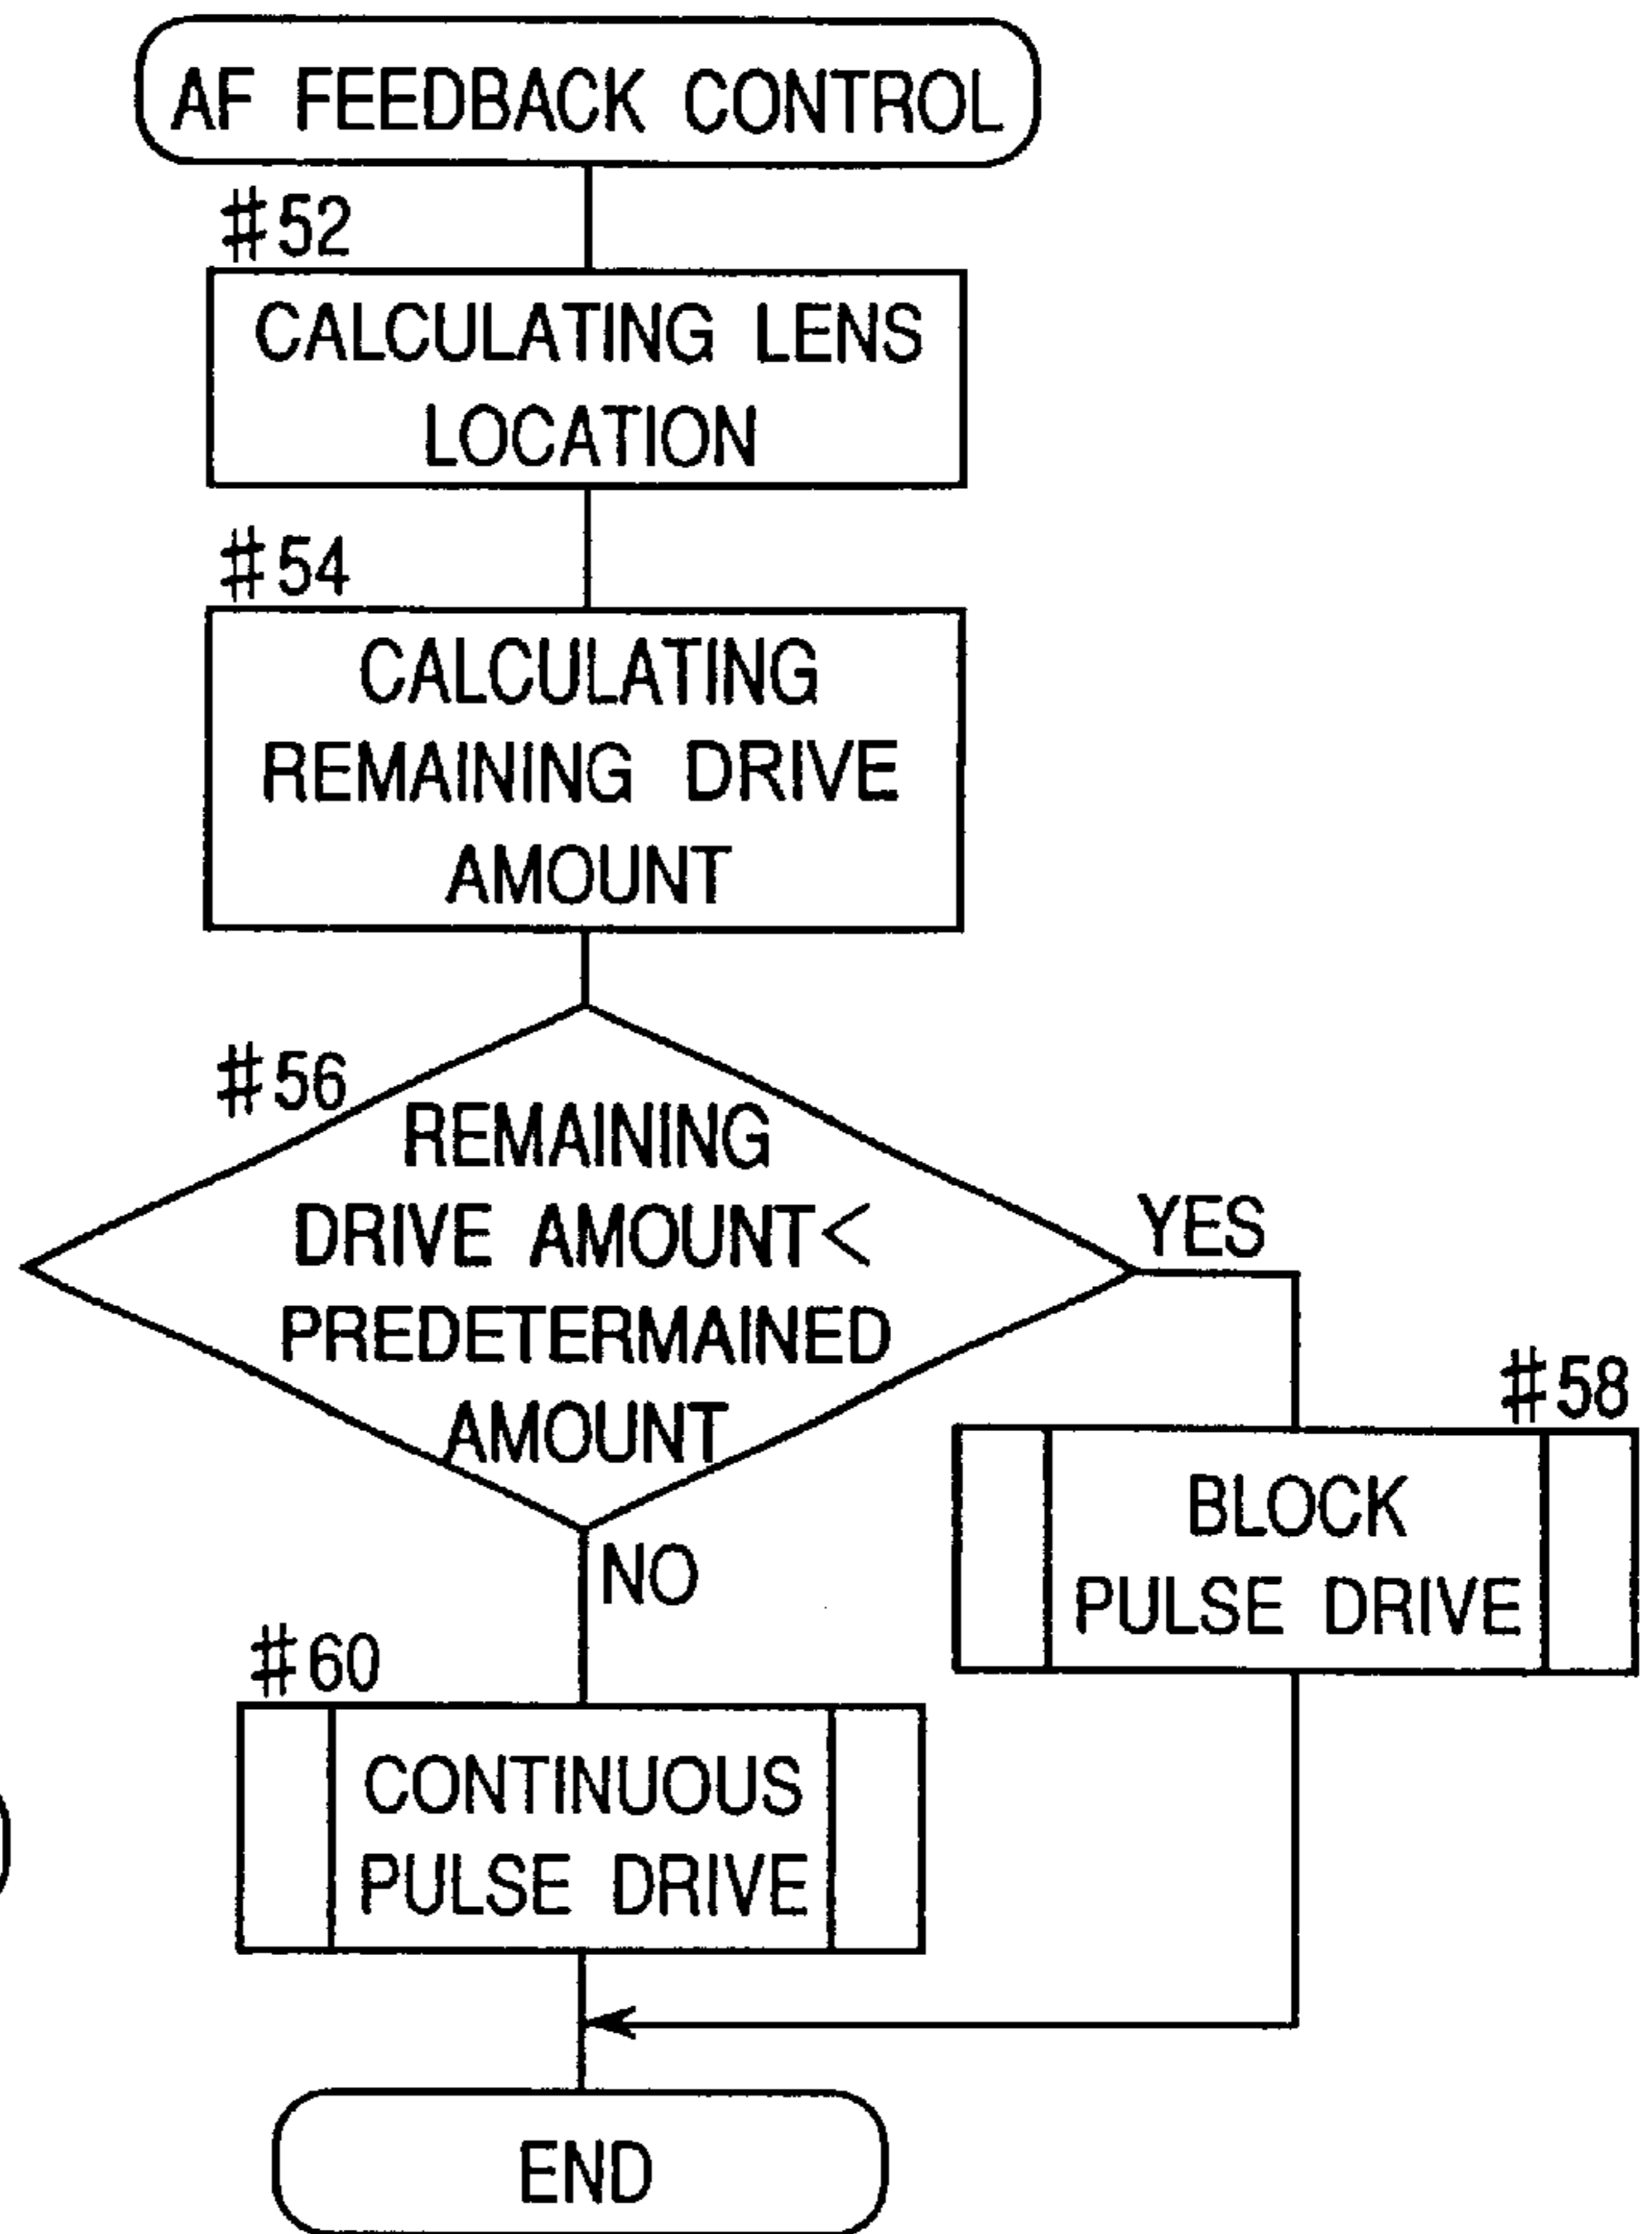 AF FEEDBACK CONTROL
#52
CALCULATING LENS
LOCATION
#54
CALCULATING
REMAINING DRIVE
AMOUNT
#56
REMAINING
DRIVE AMOUNT<
PREDETERMAINED
AMOUNT
YES
#58
BLOCK
PULSE DRIVE
NO
#60
CONTINUOUS
PULSE DRIVE
END